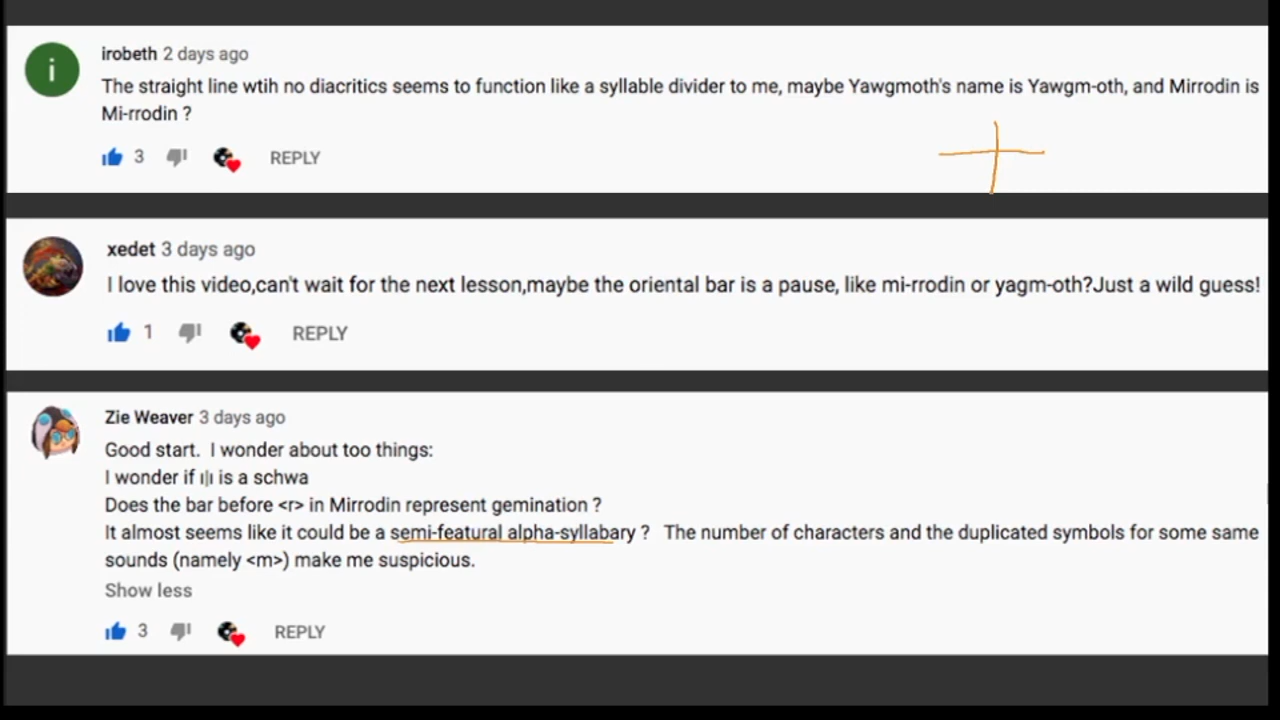 i
irobeth 2 days ago
The straight line wtih no diacritics seems to function like a syllable divider to me, maybe Yawgmoth's name is Yawgm-oth, and Mirrodin is
Mi-rrodin ?
3 REPLY
xedet 3 days ago
I love this video,can't wait for the next lesson,maybe the oriental bar is a pause, like mi-rrodin or yagm-oth?Just a wild guess!
1 REPLY
Zie Weaver 3 days ago
Good start. I wonder about too things:
I wonder if ı|ı is a schwa
Does the bar before <r> in Mirrodin represent gemination ?
It almost seems like it could be a semi-featural alpha-syllabary ? The number of characters and the duplicated symbols for some same
sounds (namely <m>) make me suspicious.
Show less
3 REPLY